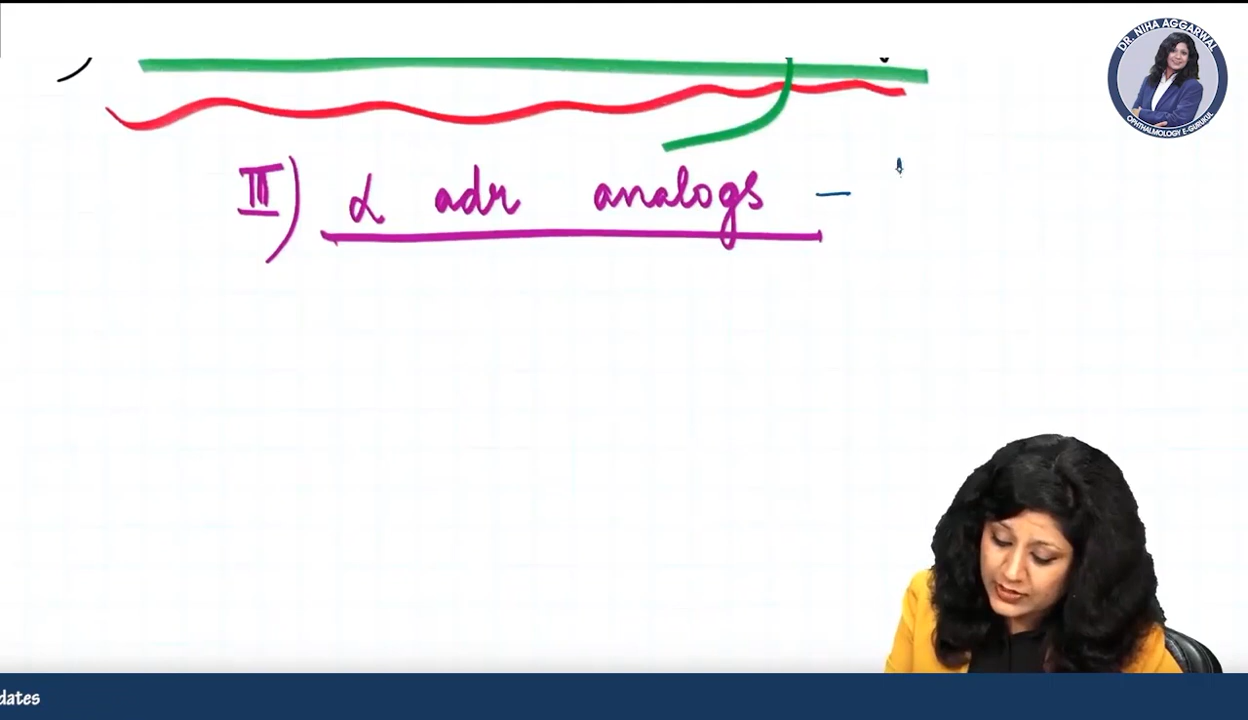 DR. NIHA AGGARWAL
OPHTHALMOLOGY E-GURUKUL
III) α adr analogs –
dates